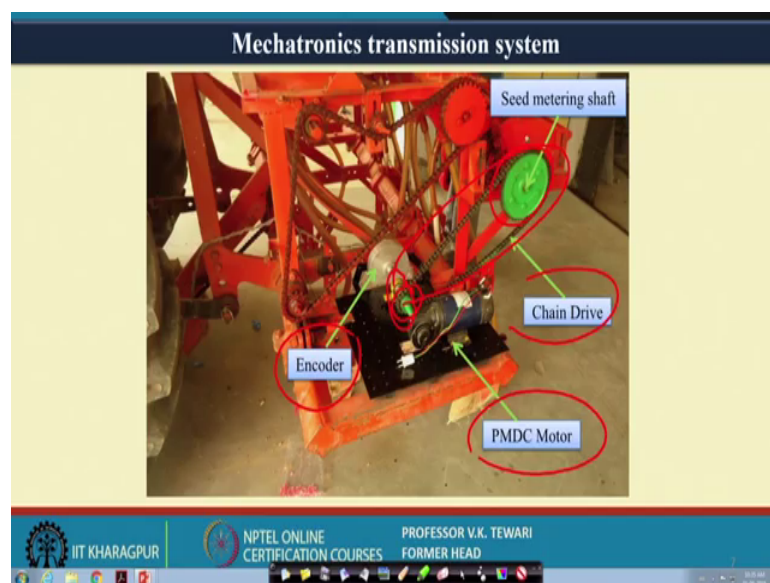 Mechatronics transmission system
Seed metering shaft
Chain Drive
Encoder
PMDC Motor
IIT KHARAGPUR
NPTEL ONLINE
CERTIFICATION COURSES
PROFESSOR V.K. TEWARI
FORMER HEAD